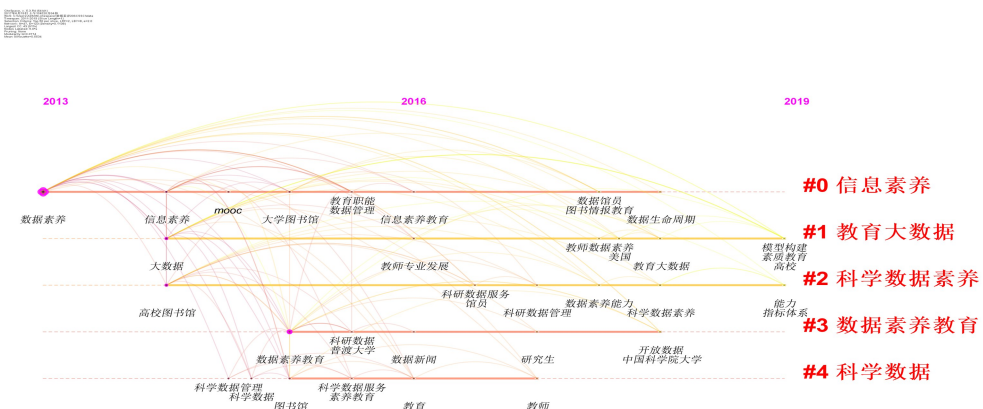 2013
2016
2019
#0 信息素养
数据素养
信息素养
mooc
大学图书馆
教育职能
数据管理
信息素养教育
数据馆员
图书情报教育
数据生命周期
#1 教育大数据
大数据
教师专业发展
教师数据素养
美国
教育大数据
模型构建
素质教育
高校
#2 科学数据素养
高校图书馆
科研数据服务
馆员
科研数据管理
数据素养能力
科学数据素养
能力
指标体系
#3 数据素养教育
数据素养教育
科研数据
普渡大学
数据新闻
研究生
开放数据
中国科学院大学
#4 科学数据
科学数据管理
科学数据
图书馆
科学数据服务
素养教育
教育
教师